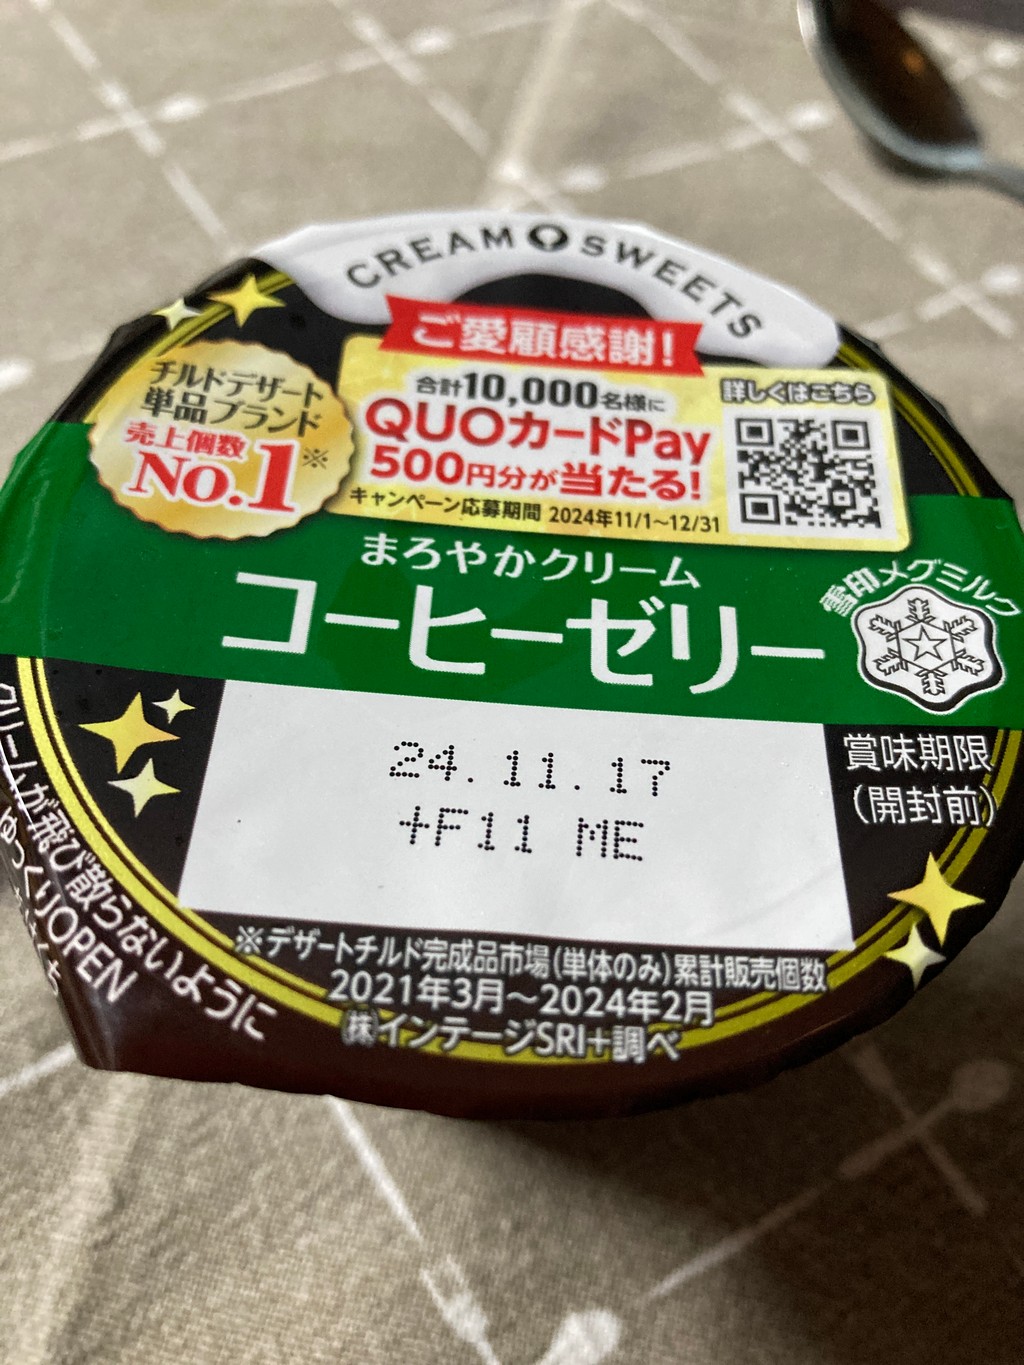 CREAM SWEETS
ご愛顧感謝!
チルドデザート
単品ブランド
売上個数
No.1※
合計10,000名様に
QUOカードPay
500円分が当たる!
キャンペーン応募期間 2024年11/1~12/31
詳しくはこちら
まろやかクリーム
コーヒーゼリー
雪印メグミルク
24.11.17
+F11 ME
賞味期限
(開封前)
※デザートチルド完成品市場(単体のみ)累計販売個数
2021年3月~2024年2月
㈱インテージSRI+調べ
クリームが飛び散らないように
ゆっくりOPEN